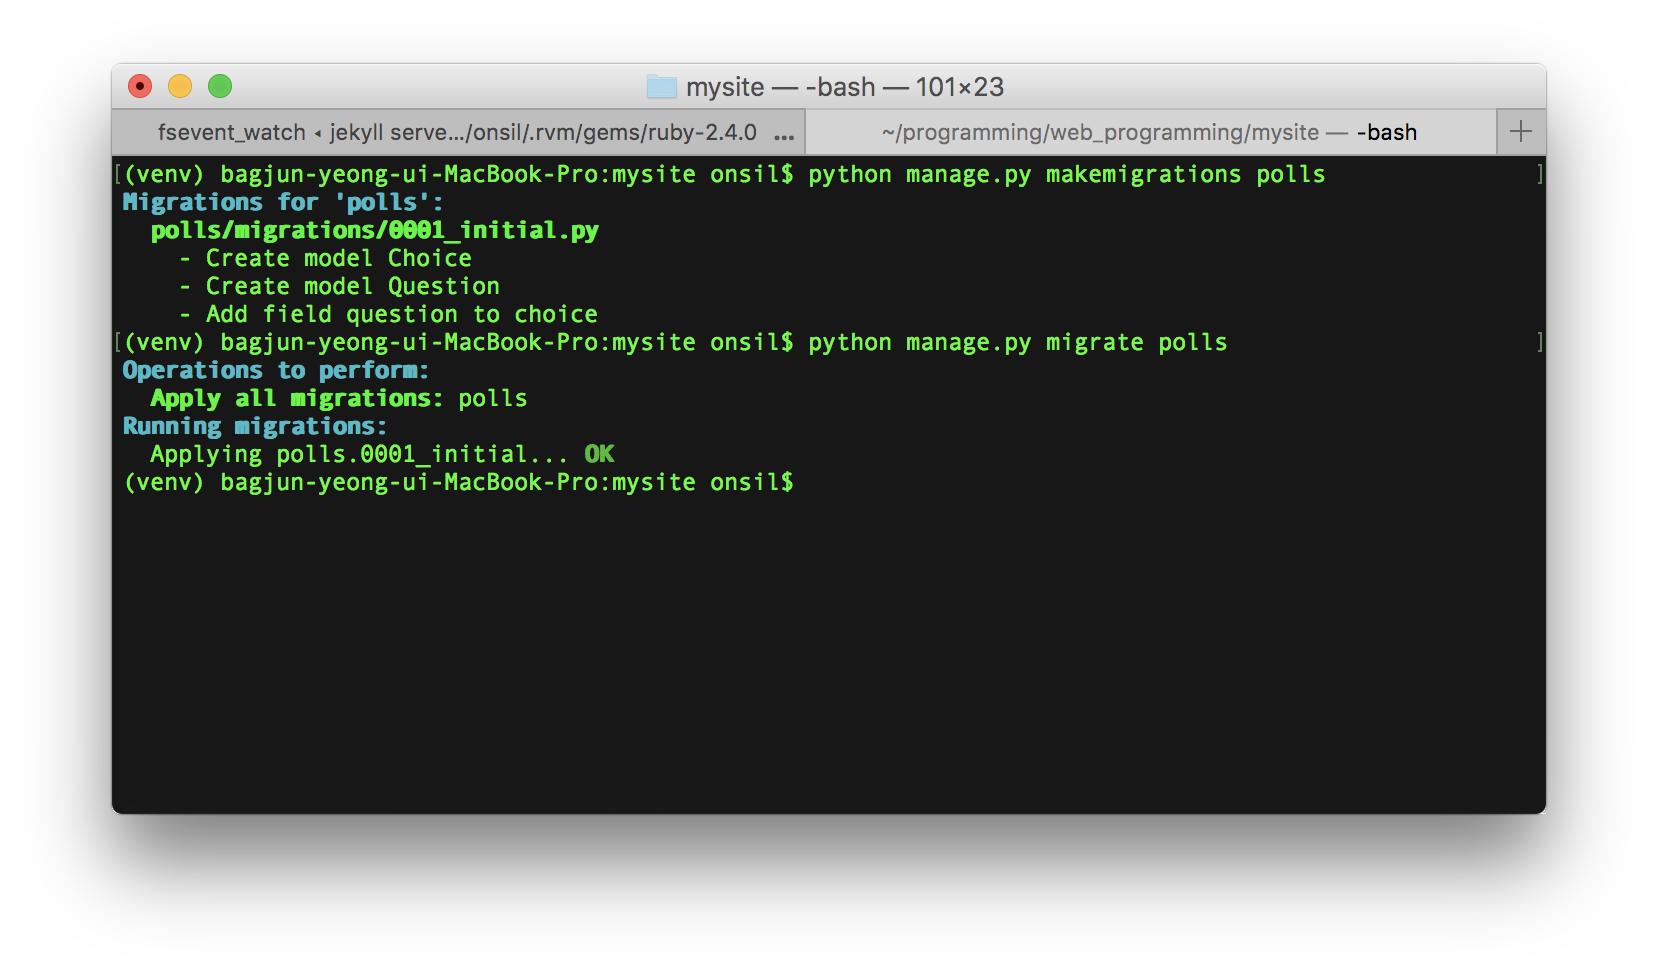 mysite — -bash — 101×23
fsevent_watch ◂ jekyll serve.../onsil/.rvm/gems/ruby-2.4.0 ...
~/programming/web_programming/mysite — -bash
[(venv) bagjun-yeong-ui-MacBook-Pro:mysite onsil$ python manage.py makemigrations polls ]
Migrations for 'polls':
polls/migrations/0001_initial.py
- Create model Choice
- Create model Question
- Add field question to choice
[(venv) bagjun-yeong-ui-MacBook-Pro:mysite onsil$ python manage.py migrate polls ]
Operations to perform:
Apply all migrations: polls
Running migrations:
Applying polls.0001_initial... OK
(venv) bagjun-yeong-ui-MacBook-Pro:mysite onsil$